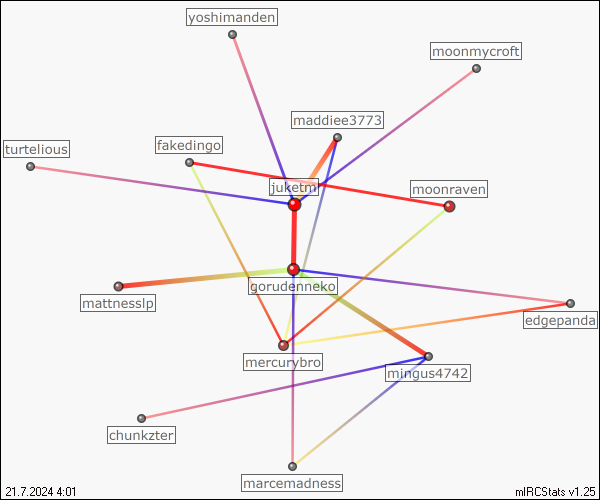 yoshimanden
moonmycroft
maddiee3773
fakedingo
turtelious
juketm
moonraven
gorudenneko
mattnesslp
edgepanda
mercurybro
mingus4742
chunkzter
marcemadness
21.7.2024 4:01
mIRCStats v1.25